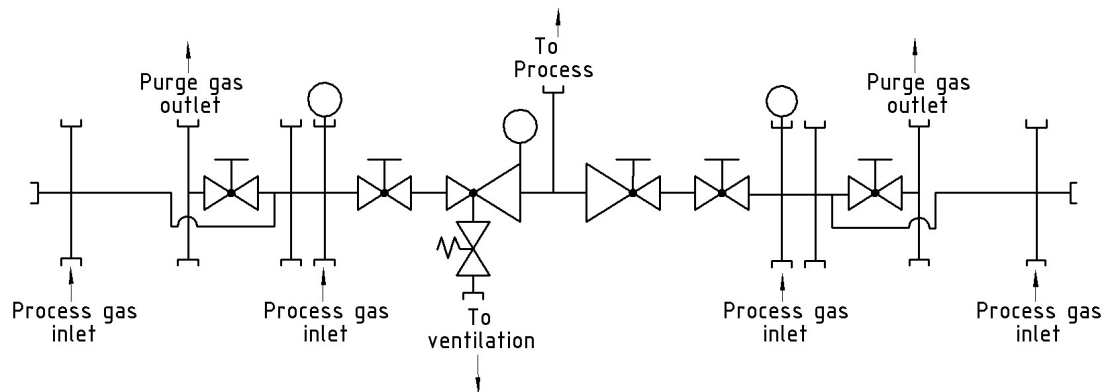 To
Process
Purge gas
outlet
Purge gas
outlet
Process gas
inlet
Process gas
inlet
To
ventilation
Process gas
inlet
Process gas
inlet